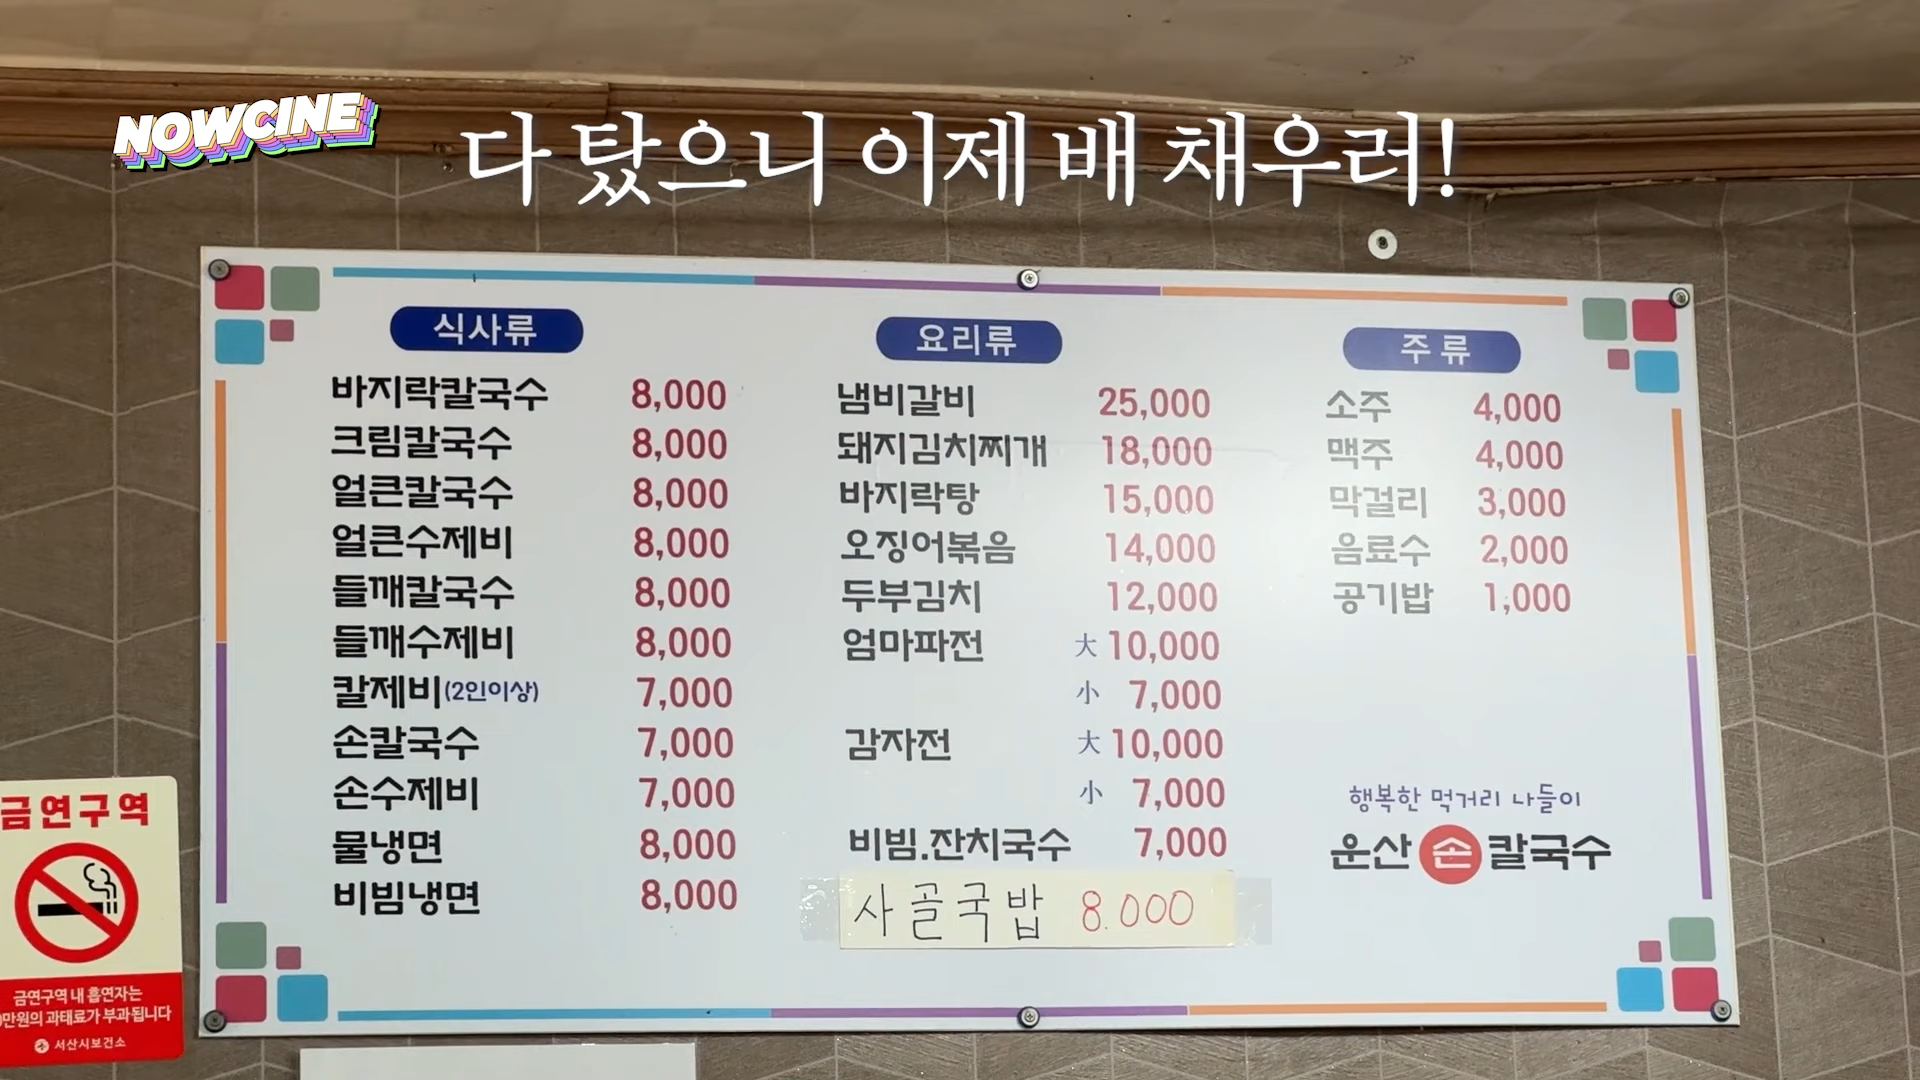 NOWCINE
다 탔으니 이제 배 채우러!
식사류
바지락칼국수 8,000
크림칼국수 8,000
얼큰칼국수 8,000
얼큰수제비 8,000
들깨칼국수 8,000
들깨수제비 8,000
칼제비(2인이상) 7,000
손칼국수 7,000
손수제비 7,000
물냉면 8,000
비빔냉면 8,000
요리류
냄비갈비 25,000
돼지김치찌개 18,000
바지락탕 15,000
오징어볶음 14,000
두부김치 12,000
엄마파전 大 10,000
小 7,000
감자전 大 10,000
小 7,000
비빔.잔치국수 7,000
사골국밥 8.000
주류
소주 4,000
맥주 4,000
막걸리 3,000
음료수 2,000
공기밥 1,000
행복한 먹거리 나들이
운산 손 칼국수
금연구역
금연구역 내 흡연자는
만원의 과태료가 부과됩니다
서산시보건소